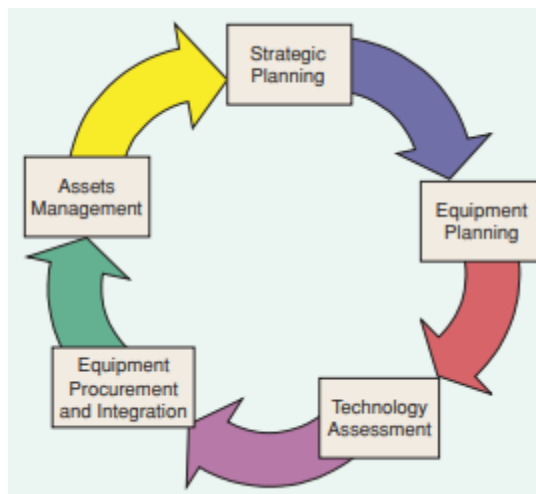 Strategic
Planning
Equipment
Planning
Technology
Assessment
Equipment
Procurement
and Integration
Assets
Management